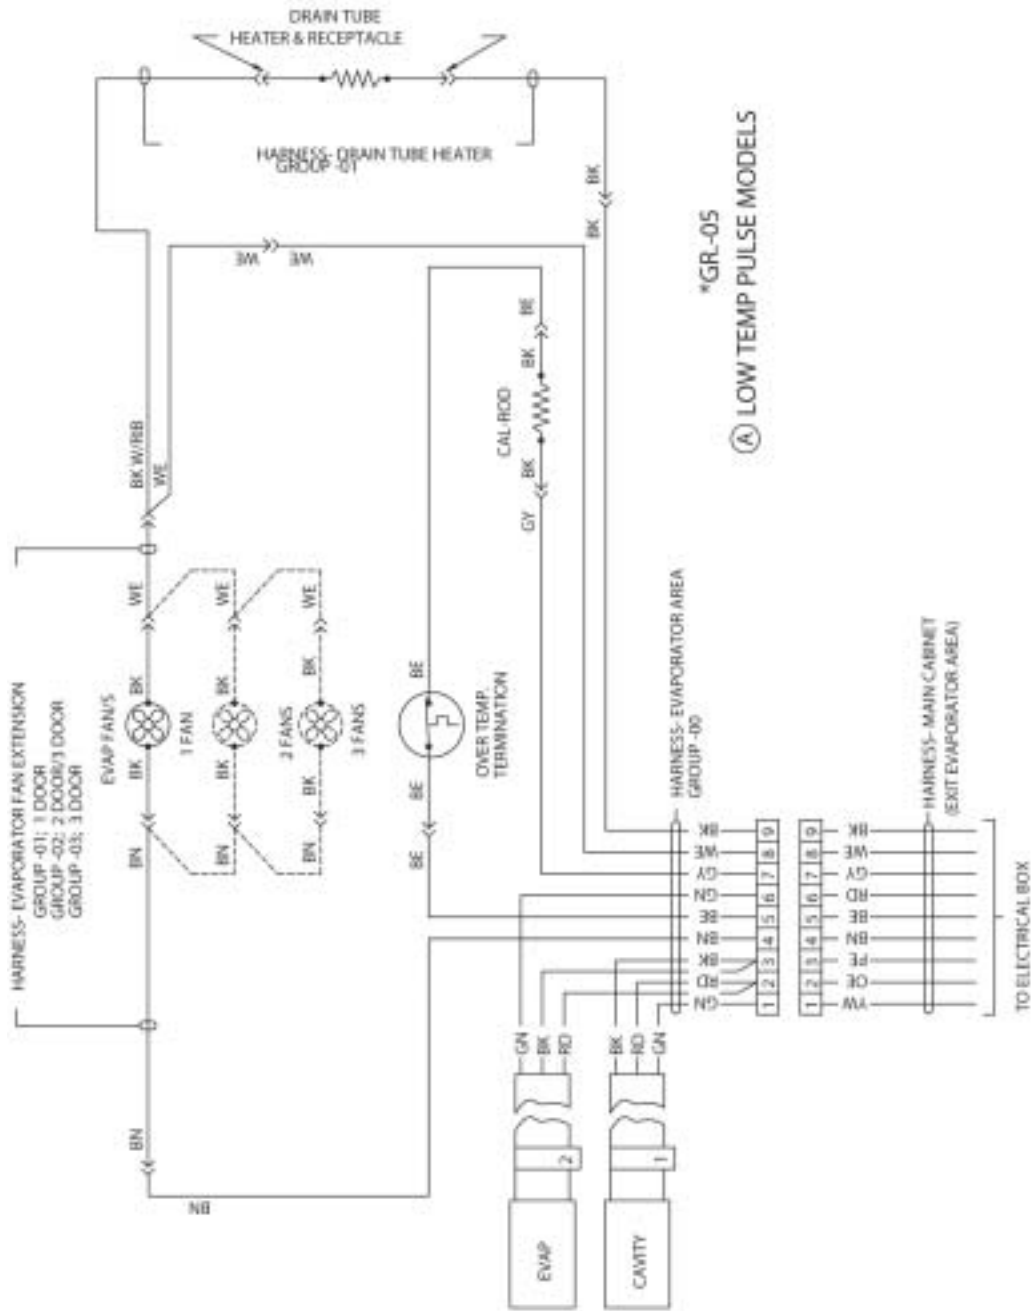 DRAIN TUBE
HEATER & RECEPTACLE
HARNESS- DRAIN TUBE HEATER
GROUP -01
BK
BK
WE
WE
*GR.-05
A LOW TEMP PULSE MODELS
BK W/RIB
WE
BE
BK
CAL-ROD
BK
GY
HARNESS- EVAPORATOR FAN EXTENSION
GROUP -01; 1 DOOR
GROUP -02; 2 DOOR/3 DOOR
GROUP -03; 3 DOOR
EVAP FAN/S
WE
BK
1 FAN
BK
BN
WE
BK
2 FANS
BK
BN
WE
BK
3 FANS
BK
BN
BE
OVER TEMP.
TERMINATION
BE
BE
BN
BN
HARNESS- EVAPORATOR AREA
GROUP -00
BK
WE
GY
GN
BE
BN
BK
RD
GN
9
8
7
6
5
4
3
2
1
9
8
7
6
5
4
3
2
1
BK
WE
GY
RD
BE
BN
PE
OE
YW
HARNESS- MAIN CABINET
(EXIT EVAPORATOR AREA)
TO ELECTRICAL BOX
GN
BK
RD
BK
RD
GN
2
1
EVAP
CAVITY